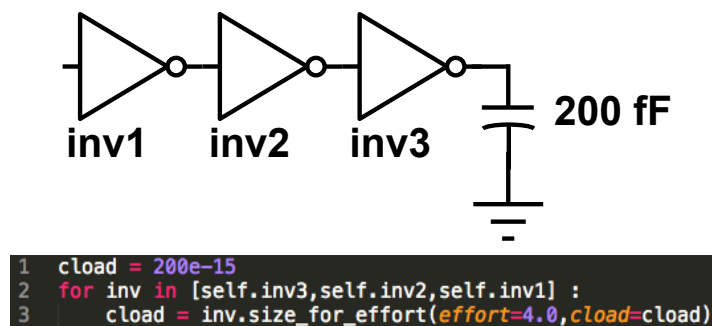 200 fF
inv1 inv2 inv3
1 cload = 200e-15
2 for inv in [self.inv3,self.inv2,self.inv1] :
3     cload = inv.size_for_effort(effort=4.0,cload=cload)